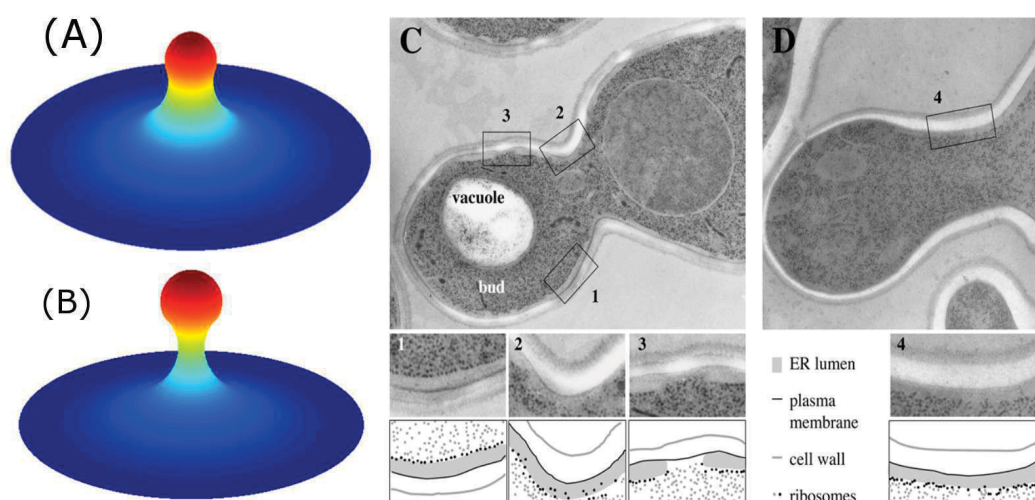 (A)
(B)
C
3
2
vacuole
bud
1
D
4
1
2
3
4
ER lumen
plasma
membrane
cell wall
ribosomes